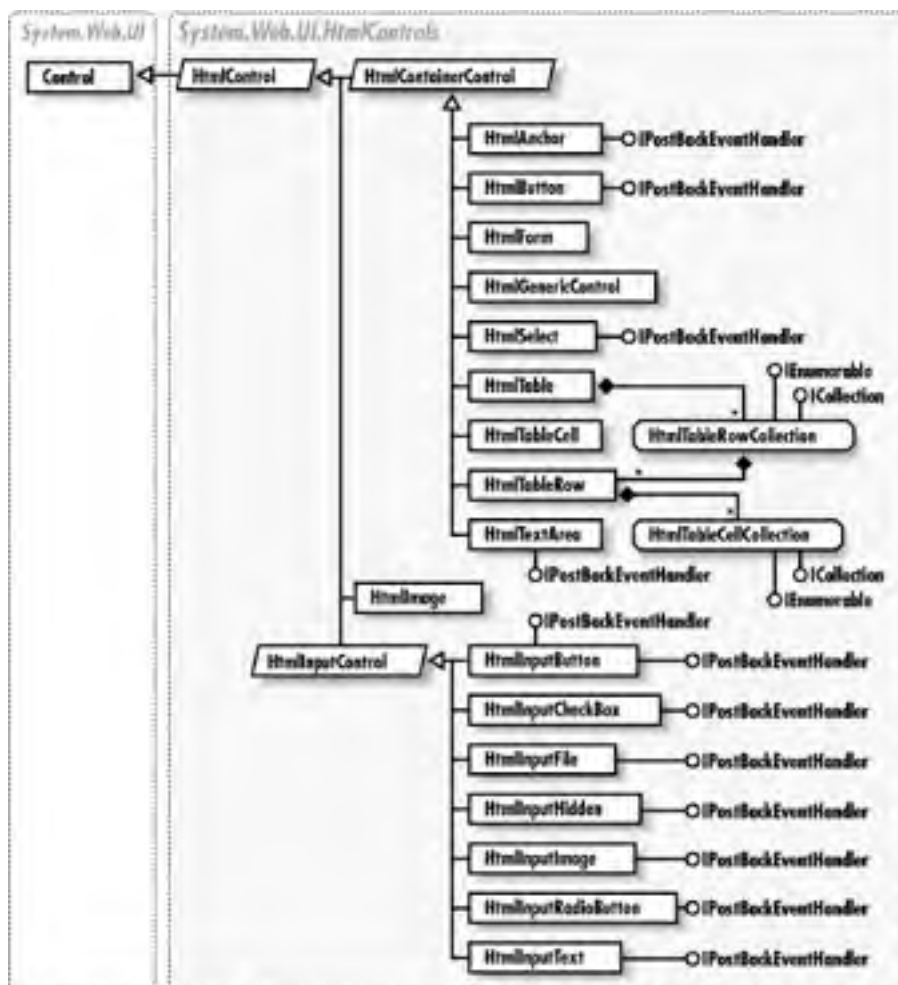 System.Web.UI
System.Web.UI.HtmlControls
Control
HtmlControl
HtmlContainerControl
HtmlAnchor
IPostBackEventHandler
HtmlButton
IPostBackEventHandler
HtmlForm
HtmlGenericControl
HtmlSelect
IPostBackEventHandler
IEnumerable
HtmlTable
ICollection
*
HtmlTableCell
HtmlTableRowCollection
*
HtmlTableRow
*
HtmlTextArea
HtmlTableCellCollection
IPostBackEventHandler
ICollection
HtmlImage
IEnumerable
IPostBackEventHandler
HtmlInputControl
HtmlInputButton
IPostBackEventHandler
HtmlInputCheckBox
IPostBackEventHandler
HtmlInputFile
IPostBackEventHandler
HtmlInputHidden
IPostBackEventHandler
HtmlInputImage
IPostBackEventHandler
HtmlInputRadioButton
IPostBackEventHandler
HtmlInputText
IPostBackEventHandler